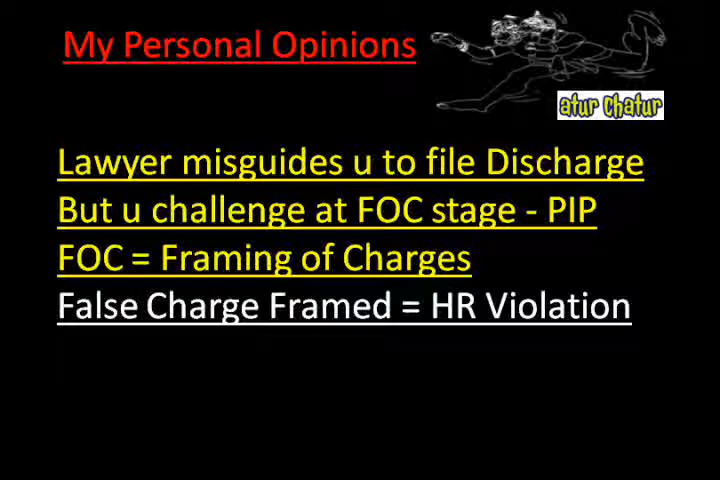 My Personal Opinions
atur chatur
Lawyer misguides u to file Discharge
But u challenge at FOC stage - PIP
FOC = Framing of Charges
False Charge Framed = HR Violation